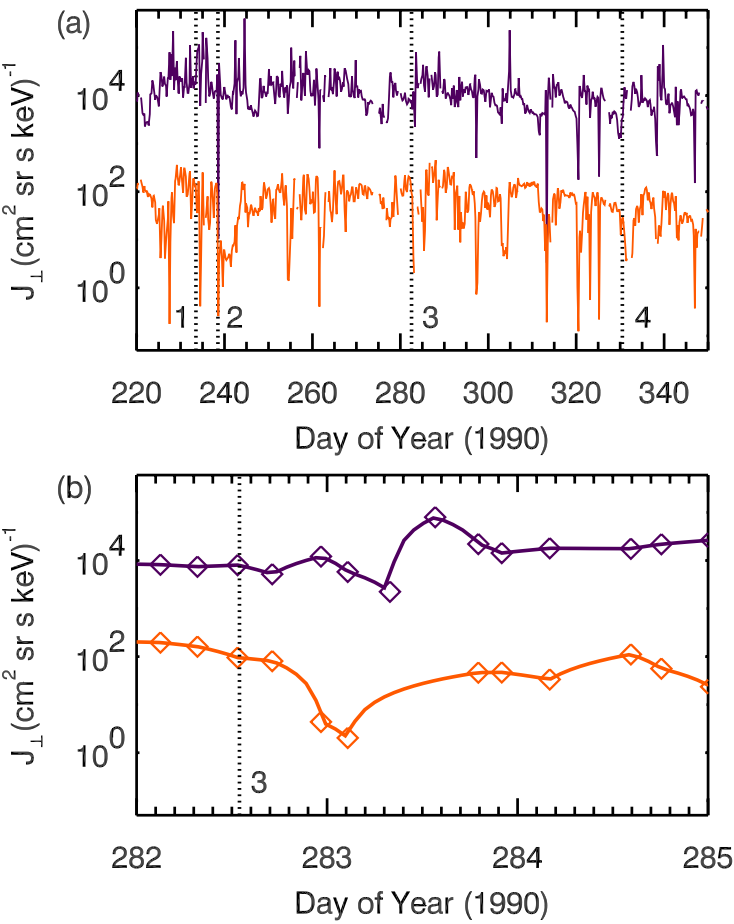 (a)
J⊥(cm² sr s keV)⁻¹
10⁴
10²
10⁰
1 2 3 4
220 240 260 280 300 320 340
Day of Year (1990)
(b)
J⊥(cm² sr s keV)⁻¹
10⁴
10²
10⁰
3
282 283 284 285
Day of Year (1990)